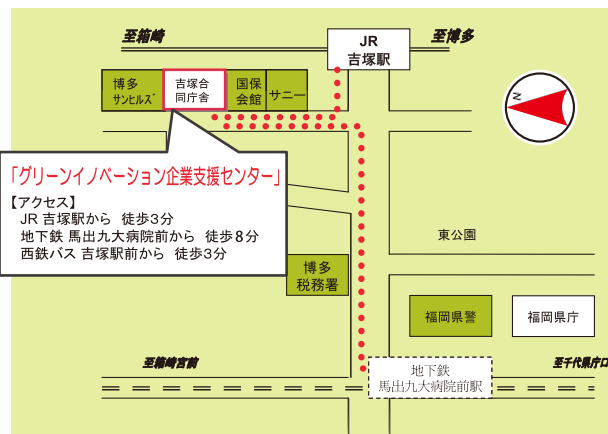 至箱崎
JR
吉塚駅
至博多
博多
サンヒルズ
吉塚合
同庁舎
国保
会館
サニー
N
「グリーンイノベーション企業支援センター」
【アクセス】
JR 吉塚駅から 徒歩3分
地下鉄 馬出九大病院前から 徒歩8分
西鉄バス 吉塚駅前から 徒歩3分
東公園
博多
税務署
福岡県警
福岡県庁
至箱崎宮前
地下鉄
馬出九大病院前駅
至千代県庁口